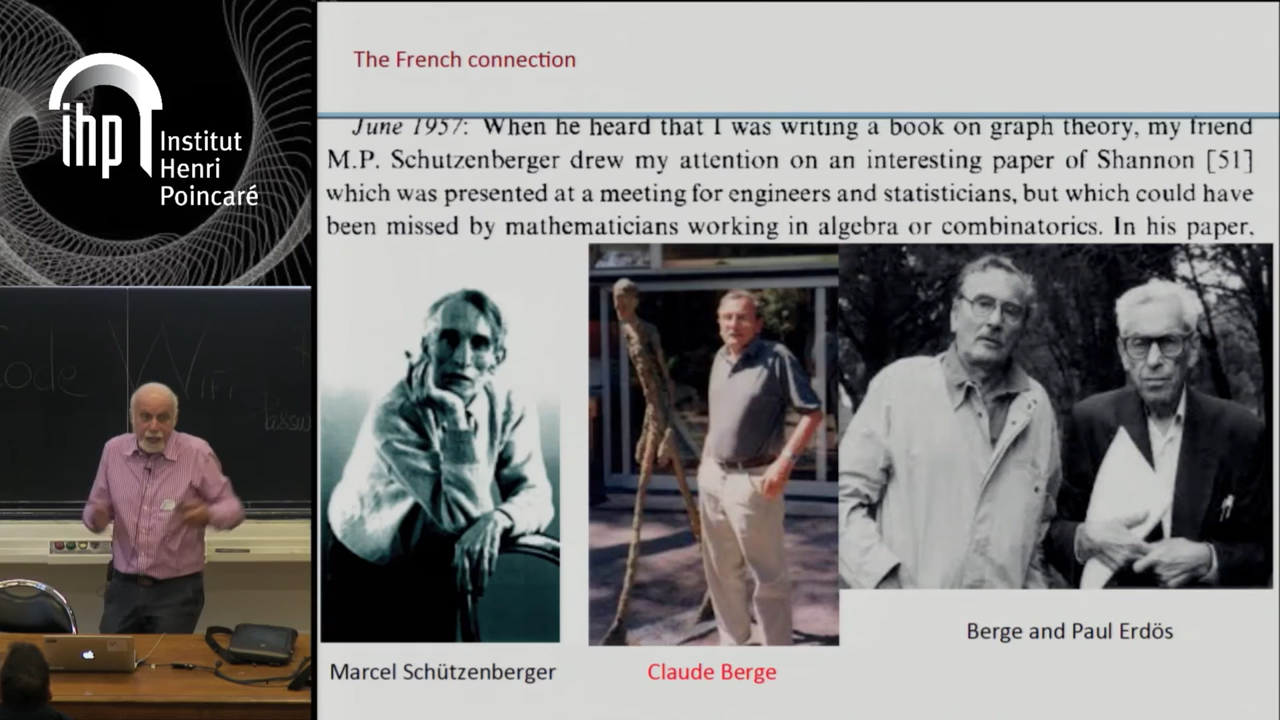 ihp
Institut
Henri
Poincaré
The French connection
June 1957: When he heard that I was writing a book on graph theory, my friend
M.P. Schutzenberger drew my attention on an interesting paper of Shannon [51]
which was presented at a meeting for engineers and statisticians, but which could have
been missed by mathematicians working in algebra or combinatorics. In his paper,
code WiFi
Marcel Schützenberger
Claude Berge
Berge and Paul Erdös